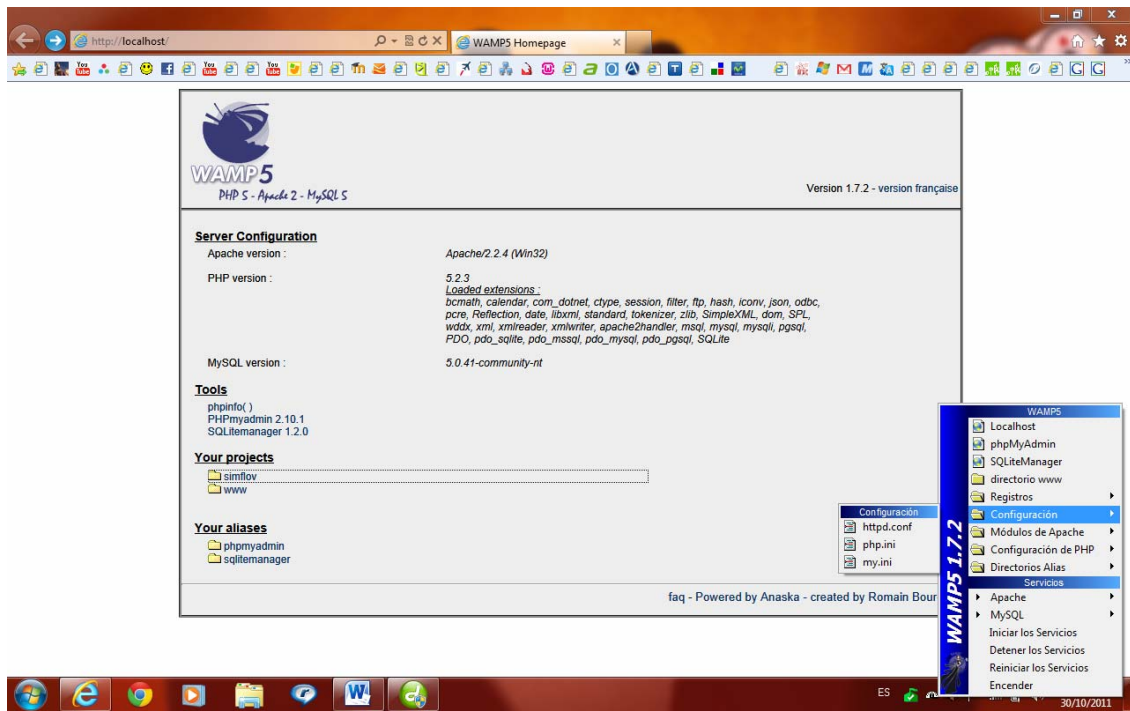 http://localhost/
WAMP5 Homepage
WAMP5
PHP 5 - Apache 2 - MySQL 5
Version 1.7.2 - version française
Server Configuration
Apache version :
Apache/2.2.4 (Win32)
PHP version :
5.2.3
Loaded extensions :
bcmath, calendar, com_dotnet, ctype, session, filter, ftp, hash, iconv, json, odbc,
pcre, Reflection, date, libxml, standard, tokenizer, zlib, SimpleXML, dom, SPL,
wddx, xml, xmlreader, xmlwriter, apache2handler, msql, mysql, mysqli, pgsql,
PDO, pdo_sqlite, pdo_mssql, pdo_mysql, pdo_pgsql, SQLite
MySQL version :
5.0.41-community-nt
Tools
phpinfo( )
PHPmyadmin 2.10.1
SQLitemanager 1.2.0
Your projects
simflov
www
Your aliases
phpmyadmin
sqlitemanager
faq - Powered by Anaska - created by Romain Bour
Configuración
httpd.conf
php.ini
my.ini
WAMP5 1.7.2
WAMP5
Localhost
phpMyAdmin
SQLiteManager
directorio www
Registros
Configuración
Módulos de Apache
Configuración de PHP
Directorios Alias
Servicios
Apache
MySQL
Iniciar los Servicios
Detener los Servicios
Reiniciar los Servicios
Encender
ES
30/10/2011